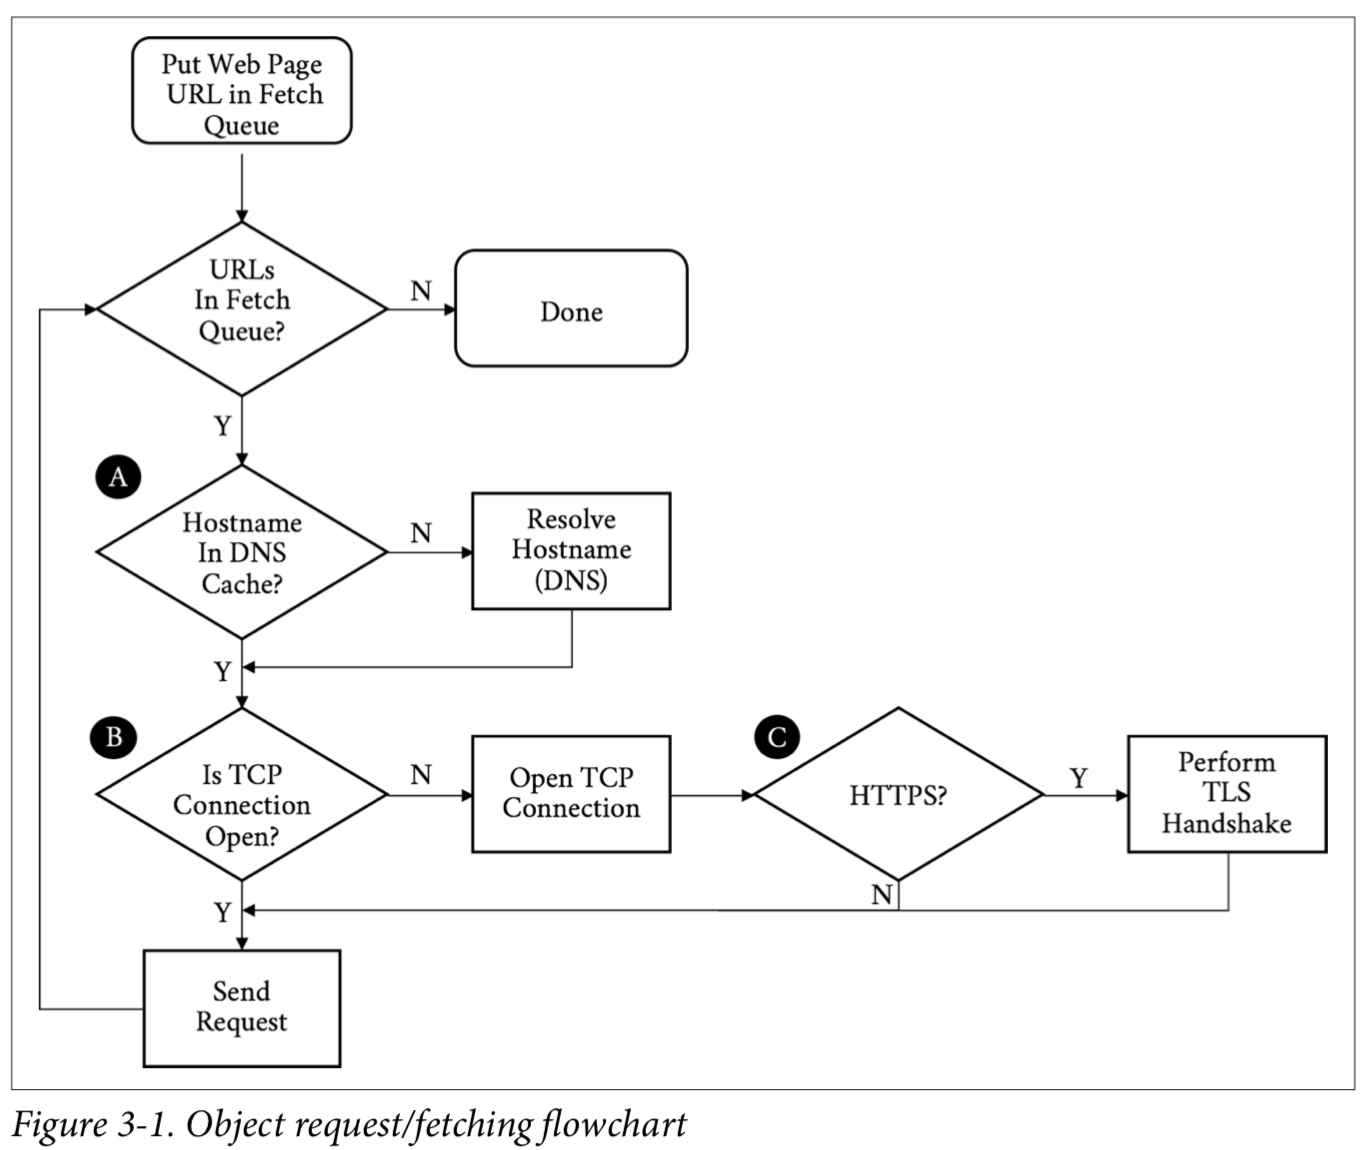 Put Web Page
URL in Fetch
Queue
URLs
In Fetch
Queue?
N
Done
Y
A
Hostname
In DNS
Cache?
N
Resolve
Hostname
(DNS)
Y
B
Is TCP
Connection
Open?
N
Open TCP
Connection
C
HTTPS?
Y
Perform
TLS
Handshake
N
Y
Send
Request
Figure 3-1. Object request/fetching flowchart